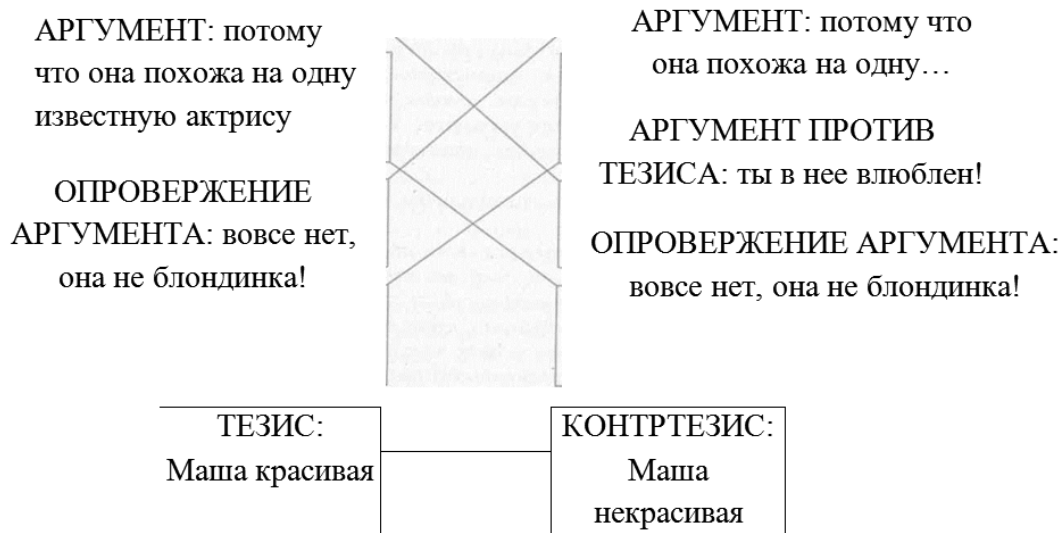 АРГУМЕНТ: потому
что она похожа на одну
известную актрису
ОПРОВЕРЖЕНИЕ
АРГУМЕНТА: вовсе нет,
она не блондинка!
АРГУМЕНТ: потому что
она похожа на одну…
АРГУМЕНТ ПРОТИВ
ТЕЗИСА: ты в нее влюблен!
ОПРОВЕРЖЕНИЕ АРГУМЕНТА:
вовсе нет, она не блондинка!
ТЕЗИС:
Маша красивая
КОНТРТЕЗИС:
Маша
некрасивая